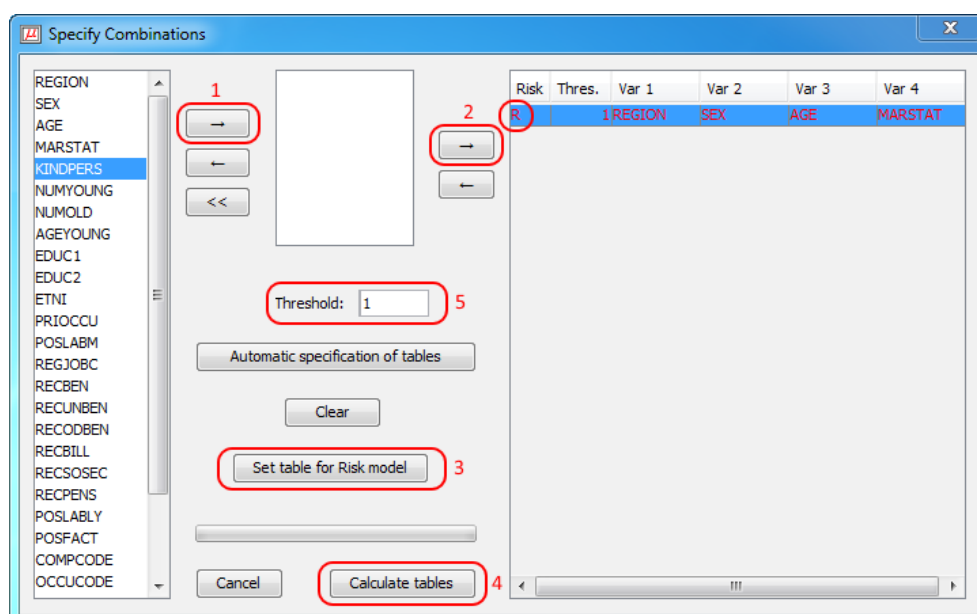 µ Specify Combinations
X
REGION
SEX
AGE
MARSTAT
KINDPERS
NUMYOUNG
NUMOLD
AGEYOUNG
EDUC1
EDUC2
ETNI
PRIOCCU
POSLABM
REGJOBC
RECBEN
RECUNBEN
RECODBEN
RECBILL
RECSOSEC
RECPENS
POSLABLY
POSFACT
COMPCODE
OCCUCODE
1
→
←
<<
2
→
←
Threshold: 1 5
Automatic specification of tables
Clear
Set table for Risk model 3
Cancel Calculate tables 4
Risk Thres. Var 1 Var 2 Var 3 Var 4
R 1 REGION SEX AGE MARSTAT